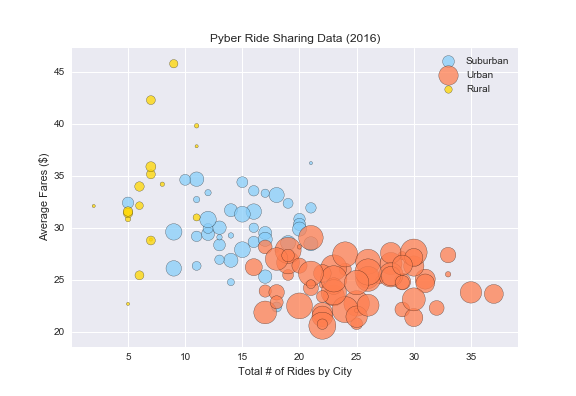 Pyber Ride Sharing Data (2016)
Suburban
Urban
Rural
45
40
35
30
25
20
Average Fares ($)
5
10
15
20
25
30
35
Total # of Rides by City